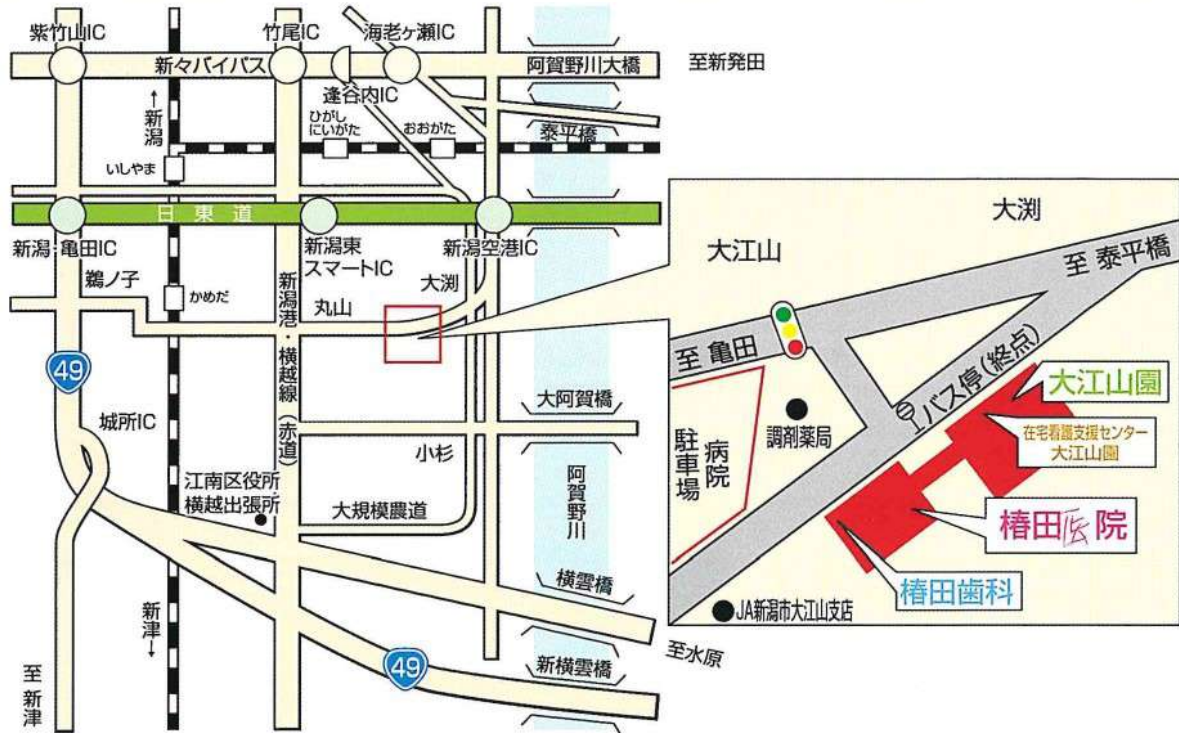 紫竹山IC
竹尾IC
海老ヶ瀬IC
新々バイパス
阿賀野川大橋
至新発田
逢谷内IC
←新潟
ひがし
にいがた
おおがた
泰平橋
いしやま
日東道
新潟・亀田IC
新潟東
スマートIC
新潟空港IC
鵜ノ子
かめだ
丸山
大渕
新潟港・横越線(赤道)
49
城所IC
大阿賀橋
小杉
江南区役所
横越出張所
大規模農道
阿賀野川
横雲橋
新津→
至新津
49
新横雲橋
至水原
大渕
大江山
至 泰平橋
至 亀田
バス停(終点)
調剤薬局
病院
駐車場
大江山園
在宅看護支援センター
大江山園
椿田医院
椿田歯科
JA新潟市大江山支店